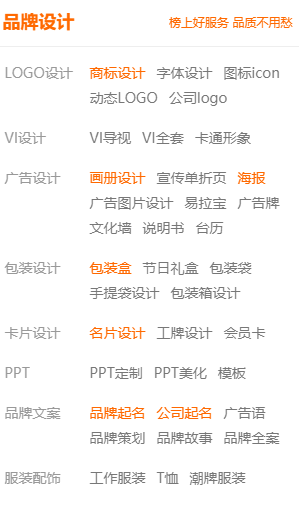 品牌设计 榜上好服务 品质不用愁
LOGO设计 商标设计 字体设计 图标icon
动态LOGO 公司logo
VI设计 VI导视 VI全套 卡通形象
广告设计 画册设计 宣传单折页 海报
广告图片设计 易拉宝 广告牌
文化墙 说明书 台历
包装设计 包装盒 节日礼盒 包装袋
手提袋设计 包装箱设计
卡片设计 名片设计 工牌设计 会员卡
PPT PPT定制 PPT美化 模板
品牌文案 品牌起名 公司起名 广告语
品牌策划 品牌故事 品牌全案
服装配饰 工作服装 T恤 潮牌服装